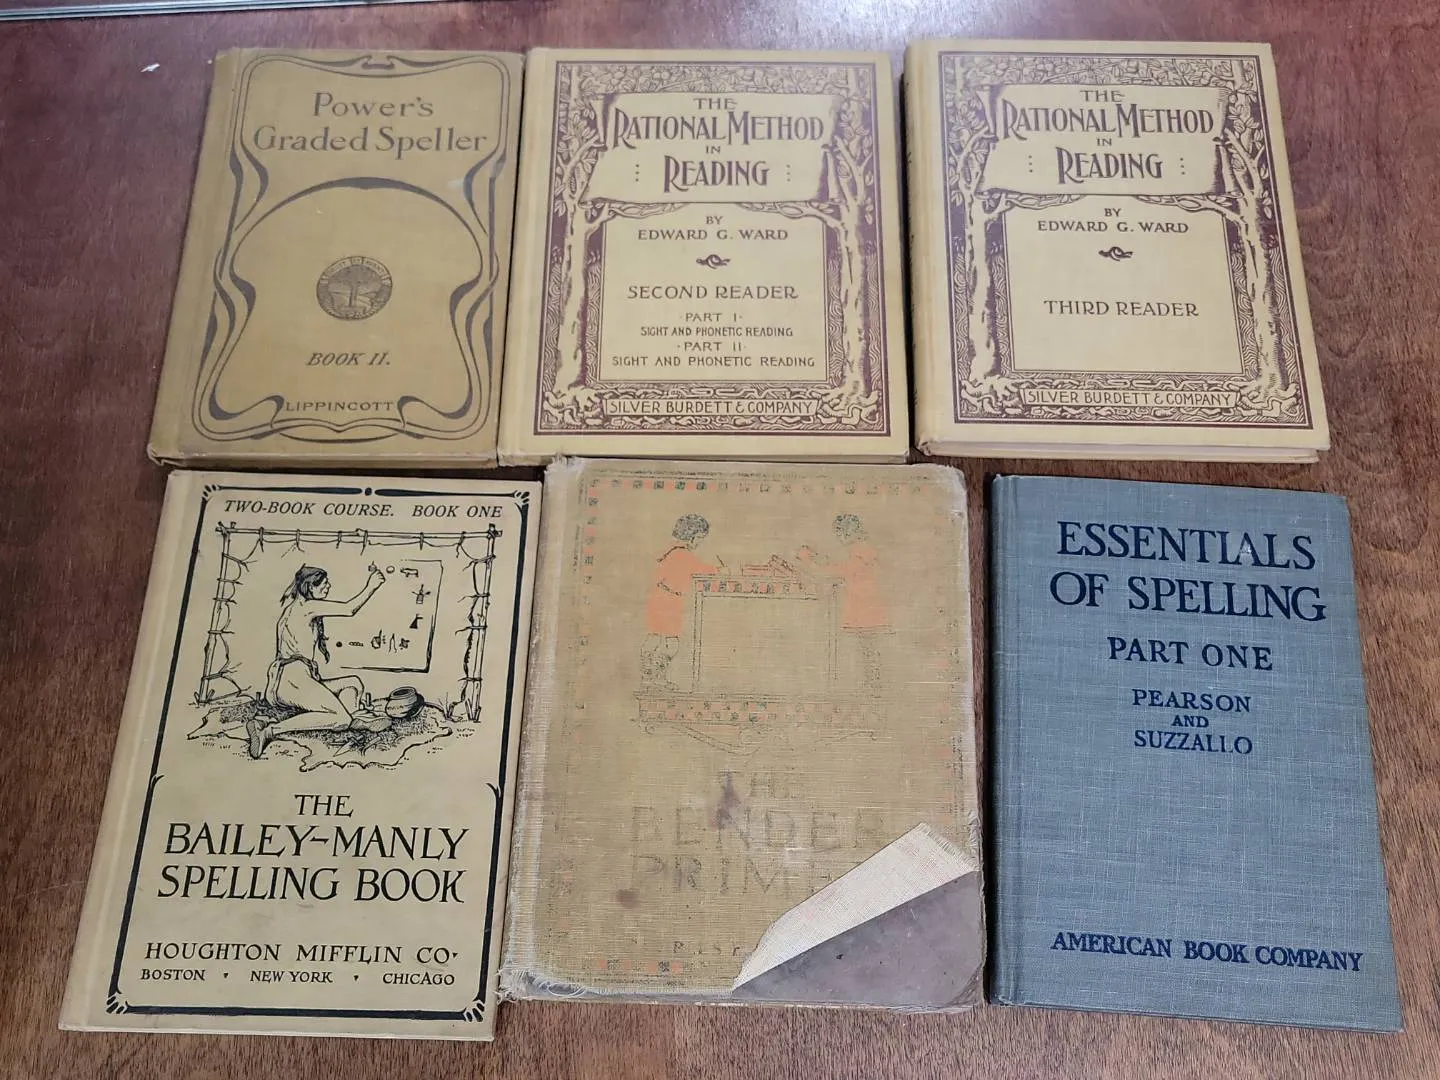 Power's
Graded Speller
BOOK II.
LIPPINCOTT
THE
RATIONAL METHOD
IN
READING
BY
EDWARD G. WARD
SECOND READER
·PART I·
SIGHT AND PHONETIC READING
·PART II·
SIGHT AND PHONETIC READING
SILVER BURDETT & COMPANY
THE
RATIONAL METHOD
IN
READING
BY
EDWARD G. WARD
THIRD READER
SILVER BURDETT & COMPANY
TWO-BOOK COURSE. BOOK ONE
THE
BAILEY-MANLY
SPELLING BOOK
HOUGHTON MIFFLIN CO·
BOSTON · NEW YORK · CHICAGO
THE
BENDER
PRIM
ESSENTIALS
OF SPELLING
PART ONE
PEARSON
AND
SUZZALLO
AMERICAN BOOK COMPANY